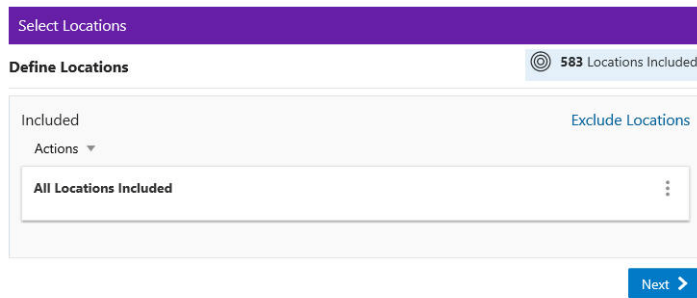 Select Locations
Define Locations
583 Locations Included
Included
Exclude Locations
Actions
All Locations Included
Next